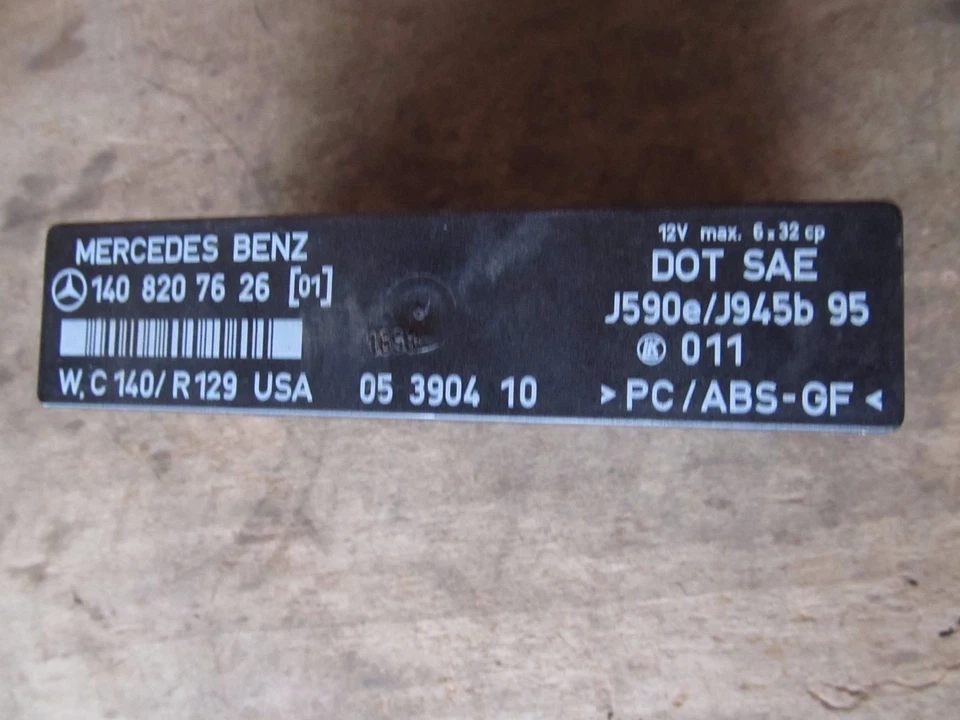 MERCEDES BENZ
140 820 76 26 [01]
W, C 140/ R 129 USA
05 3904 10
12V max. 6 x 32 cp
DOT SAE
J590e/J945b 95
LK 011
>PC/ABS-GF<